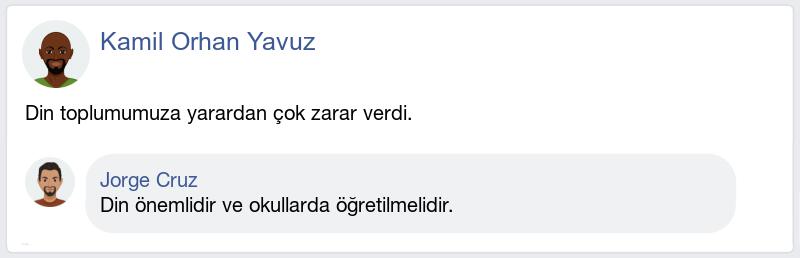 Kamil Orhan Yavuz
Din toplumumuza yarardan çok zarar verdi.
Jorge Cruz
Din önemlidir ve okullarda öğretilmelidir.